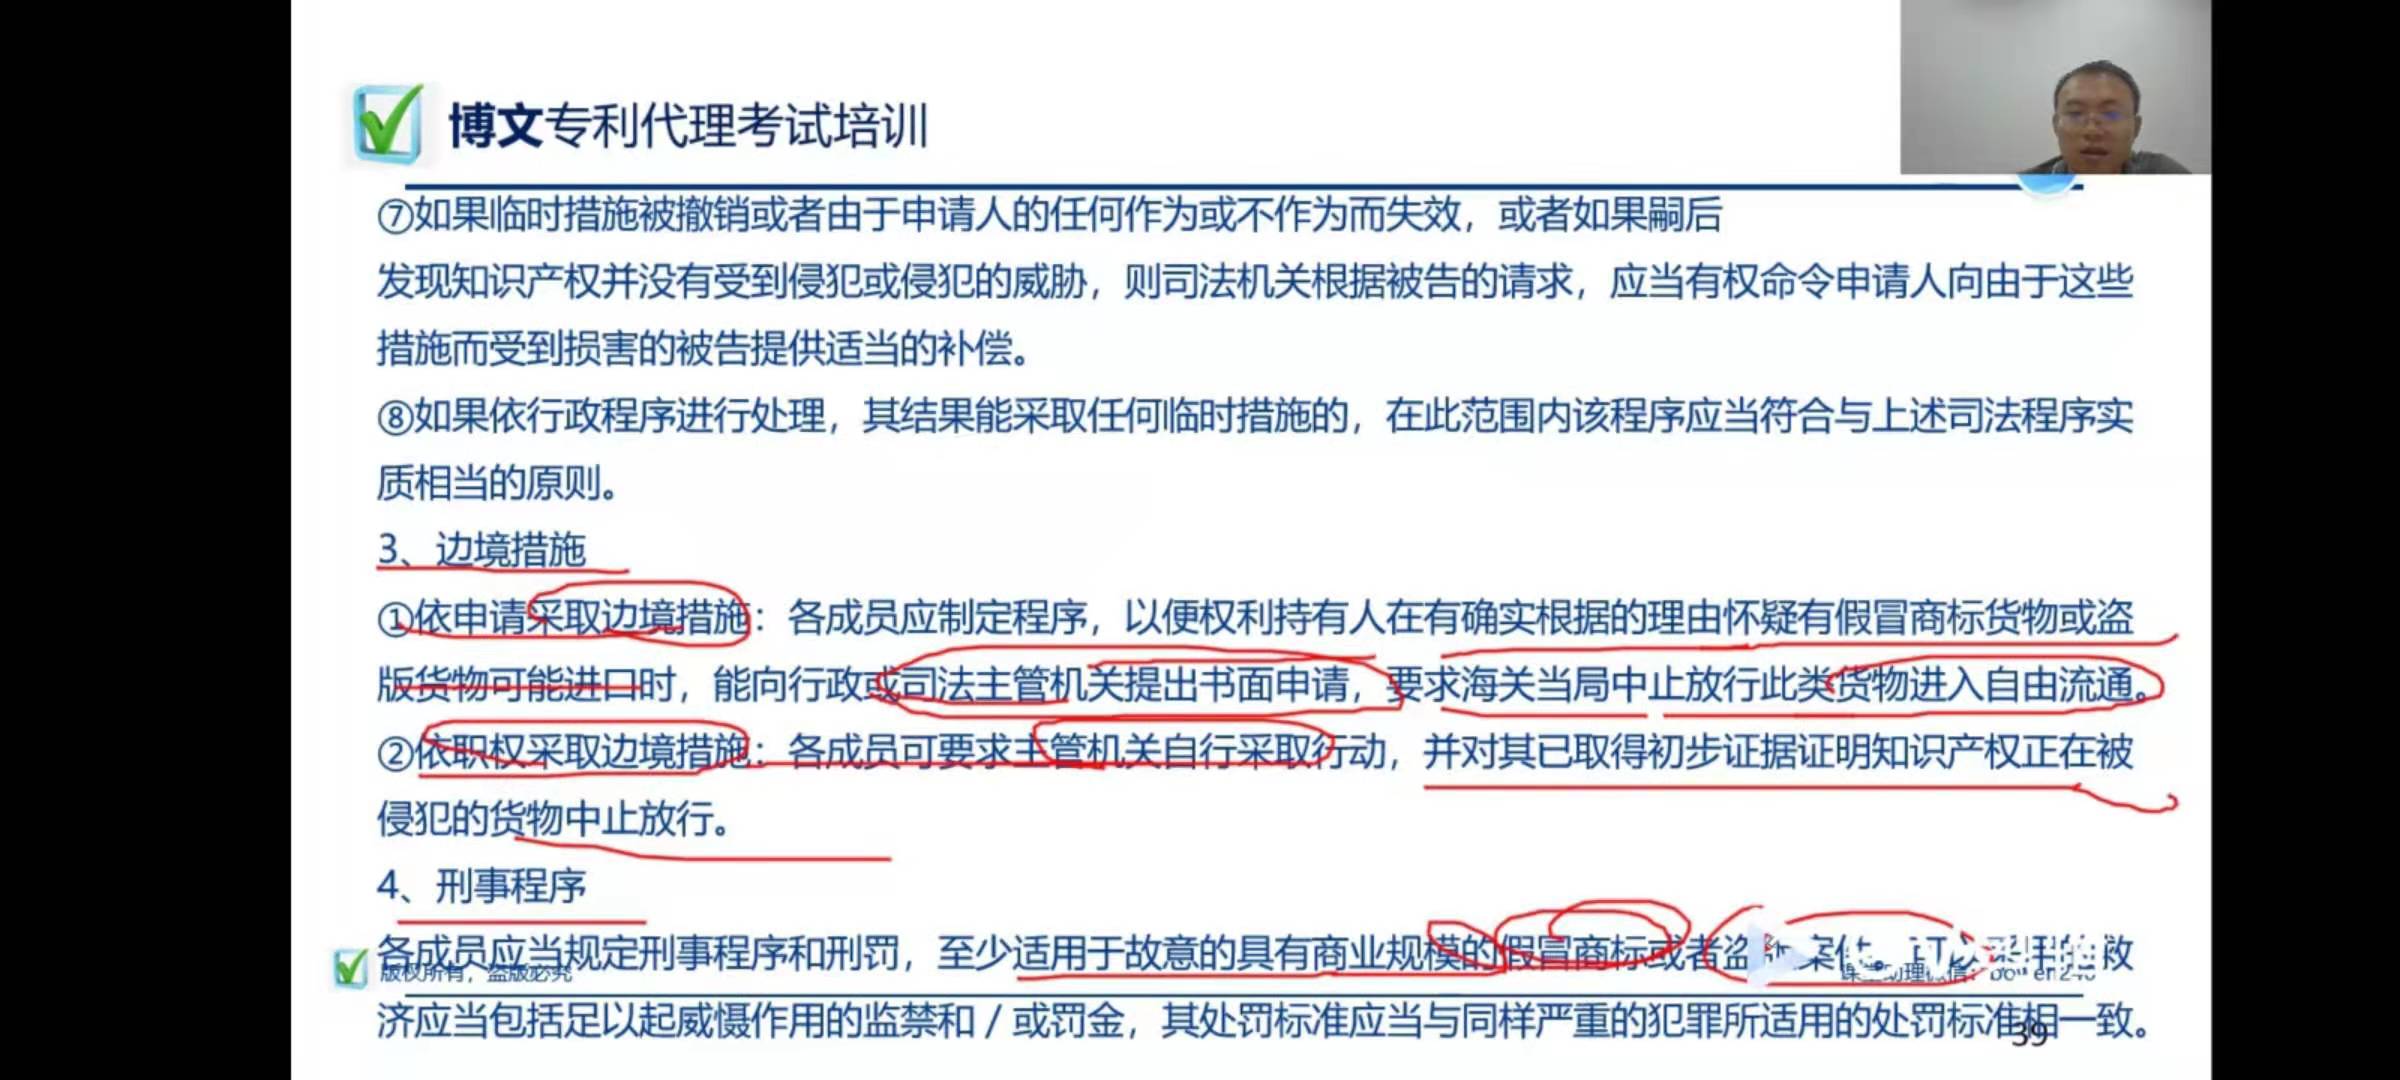 博文专利代理考试培训
⑦如果临时措施被撤销或者由于申请人的任何作为或不作为而失效，或者如果嗣后
发现知识产权并没有受到侵犯或侵犯的威胁，则司法机关根据被告的请求，应当有权命令申请人向由于这些
措施而受到损害的被告提供适当的补偿。
⑧如果依行政程序进行处理，其结果能采取任何临时措施的，在此范围内该程序应当符合与上述司法程序实
质相当的原则。
3、边境措施
①依申请采取边境措施：各成员应制定程序，以便权利持有人在有确实根据的理由怀疑有假冒商标货物或盗
版货物可能进口时，能向行政或司法主管机关提出书面申请，要求海关当局中止放行此类货物进入自由流通。
②依职权采取边境措施：各成员可要求主管机关自行采取行动，并对其已取得初步证据证明知识产权正在被
侵犯的货物中止放行。
4、刑事程序
各成员应当规定刑事程序和刑罚，至少适用于故意的具有商业规模的假冒商标或者盗版案件。可以采用的救
版权所有，盗版必究
济应当包括足以起威慑作用的监禁和 / 或罚金，其处罚标准应当与同样严重的犯罪所适用的处罚标准相一致。
39